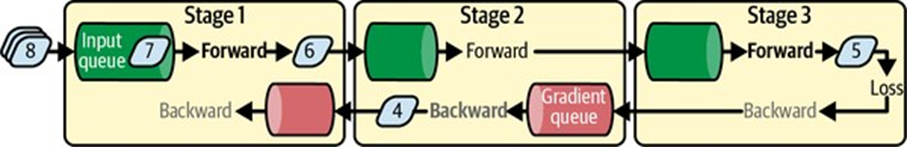 Stage 1
Stage 2
Stage 3
8
Input
queue
7
Forward
6
Forward
Forward
5
Loss
Backward
4
Backward
Gradient
queue
Backward